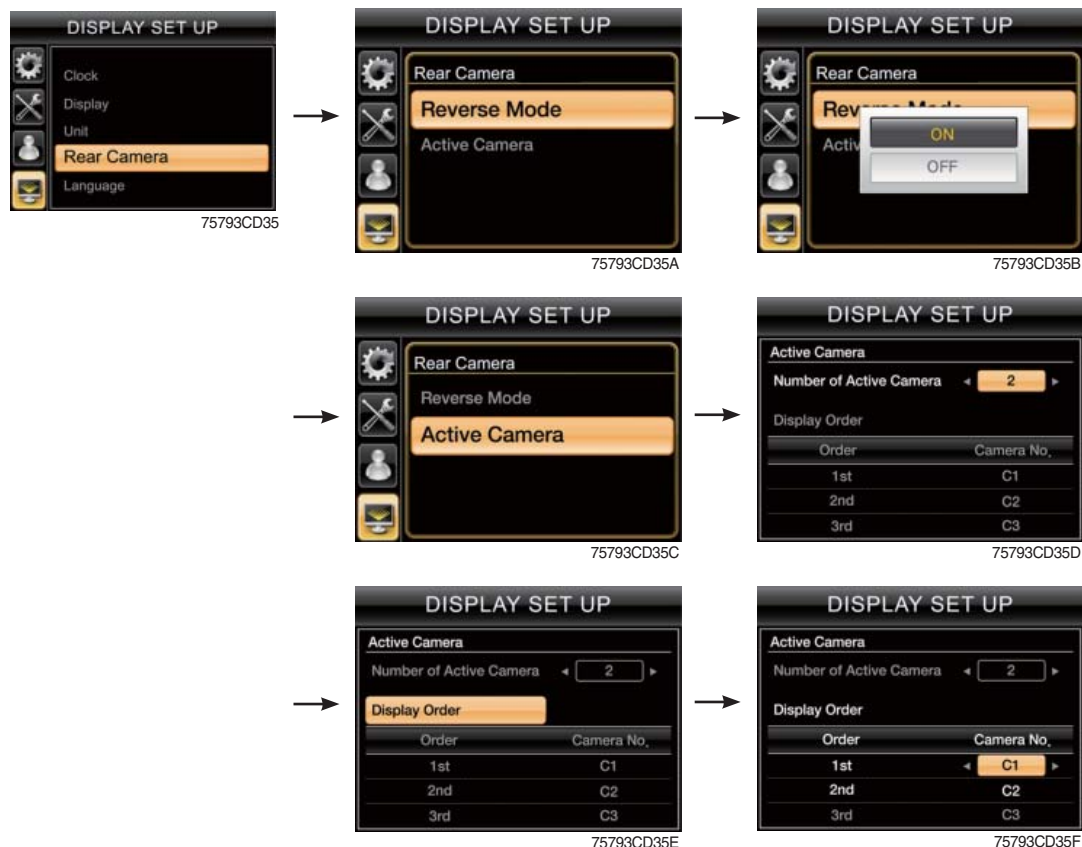 DISPLAY SET UP
Clock
Display
Unit
Rear Camera
Language
75793CD35
DISPLAY SET UP
Rear Camera
Reverse Mode
Active Camera
75793CD35A
DISPLAY SET UP
Rear Camera
ON
OFF
75793CD35B
DISPLAY SET UP
Rear Camera
Reverse Mode
Active Camera
75793CD35C
DISPLAY SET UP
Active Camera
Number of Active Camera 2
Display Order
Order Camera No.
1st C1
2nd C2
3rd C3
75793CD35D
DISPLAY SET UP
Active Camera
Number of Active Camera 2
Display Order
Order Camera No.
1st C1
2nd C2
3rd C3
75793CD35E
DISPLAY SET UP
Active Camera
Number of Active Camera 2
Display Order
Order Camera No.
1st C1
2nd C2
3rd C3
75793CD35F